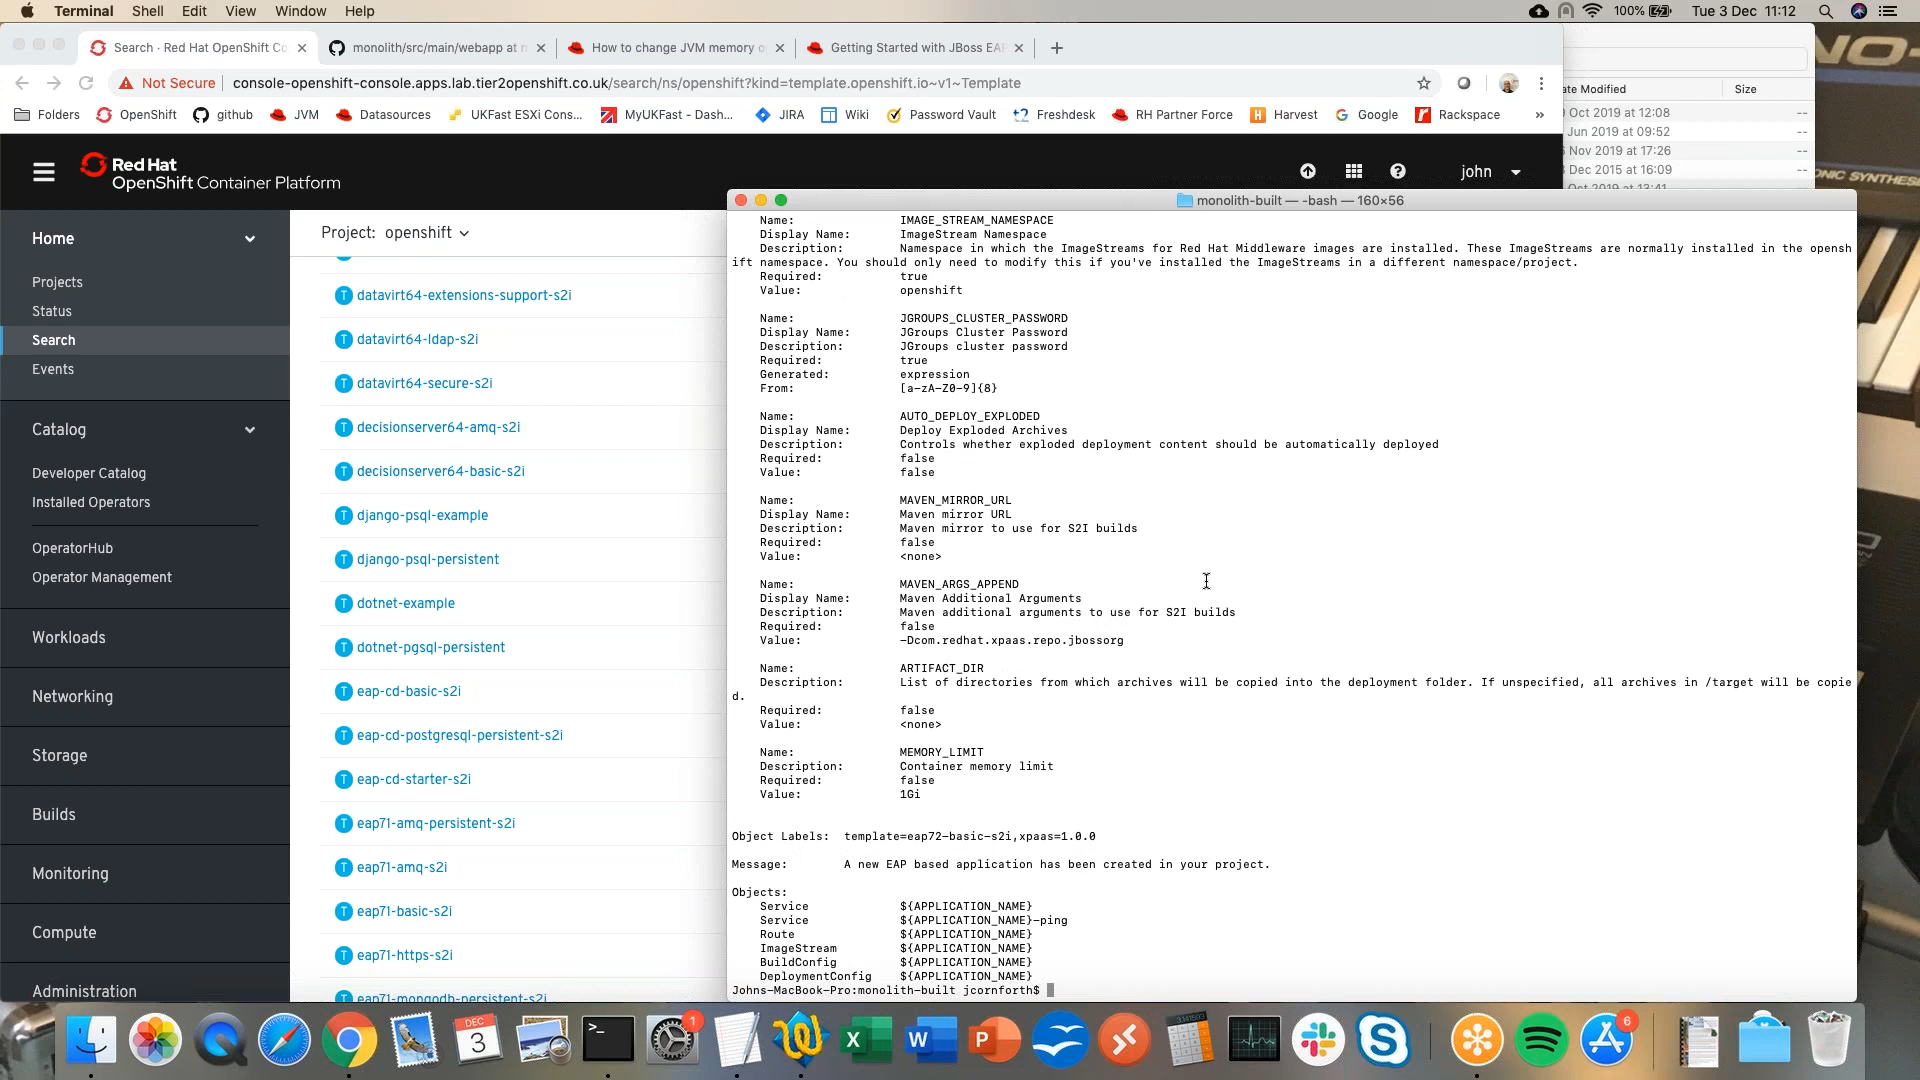 Terminal Shell Edit View Window Help
100% Tue 3 Dec 11:12
Search · Red Hat OpenShift Co
monolith/src/main/webapp at m
How to change JVM memory o
Getting Started with JBoss EAP
Not Secure console-openshift-console.apps.lab.tier2openshift.co.uk/search/ns/openshift?kind=template.openshift.io~v1~Template
Folders OpenShift github JVM Datasources UKFast ESXi Cons... MyUKFast - Dash... JIRA Wiki Password Vault Freshdesk RH Partner Force Harvest Google Rackspace »
ate Modified Size
Oct 2019 at 12:08 --
Jun 2019 at 09:52 --
Nov 2019 at 17:26 --
Dec 2015 at 16:09 --
Oct 2019 at 13:41
Red Hat
OpenShift Container Platform
john
Home
Projects
Status
Search
Events
Catalog
Developer Catalog
Installed Operators
OperatorHub
Operator Management
Workloads
Networking
Storage
Builds
Monitoring
Compute
Administration
Project: openshift
T datavirt64-extensions-support-s2i
T datavirt64-ldap-s2i
T datavirt64-secure-s2i
T decisionserver64-amq-s2i
T decisionserver64-basic-s2i
T django-psql-example
T django-psql-persistent
T dotnet-example
T dotnet-pgsql-persistent
T eap-cd-basic-s2i
T eap-cd-postgresql-persistent-s2i
T eap-cd-starter-s2i
T eap71-amq-persistent-s2i
T eap71-amq-s2i
T eap71-basic-s2i
T eap71-https-s2i
T eap71-mongodb-persistent-s2i
monolith-built — -bash — 160×56
Name: IMAGE_STREAM_NAMESPACE
Display Name: ImageStream Namespace
Description: Namespace in which the ImageStreams for Red Hat Middleware images are installed. These ImageStreams are normally installed in the opensh
ift namespace. You should only need to modify this if you've installed the ImageStreams in a different namespace/project.
Required: true
Value: openshift
Name: JGROUPS_CLUSTER_PASSWORD
Display Name: JGroups Cluster Password
Description: JGroups cluster password
Required: true
Generated: expression
From: [a-zA-Z0-9]{8}
Name: AUTO_DEPLOY_EXPLODED
Display Name: Deploy Exploded Archives
Description: Controls whether exploded deployment content should be automatically deployed
Required: false
Value: false
Name: MAVEN_MIRROR_URL
Display Name: Maven mirror URL
Description: Maven mirror to use for S2I builds
Required: false
Value: <none>
Name: MAVEN_ARGS_APPEND
Display Name: Maven Additional Arguments
Description: Maven additional arguments to use for S2I builds
Required: false
Value: -Dcom.redhat.xpaas.repo.jbossorg
Name: ARTIFACT_DIR
Description: List of directories from which archives will be copied into the deployment folder. If unspecified, all archives in /target will be copie
d.
Required: false
Value: <none>
Name: MEMORY_LIMIT
Description: Container memory limit
Required: false
Value: 1Gi
Object Labels: template=eap72-basic-s2i,xpaas=1.0.0
Message: A new EAP based application has been created in your project.
Objects:
Service ${APPLICATION_NAME}
Service ${APPLICATION_NAME}-ping
Route ${APPLICATION_NAME}
ImageStream ${APPLICATION_NAME}
BuildConfig ${APPLICATION_NAME}
DeploymentConfig ${APPLICATION_NAME}
Johns-MacBook-Pro:monolith-built jcornforth$
DEC
3
1
6